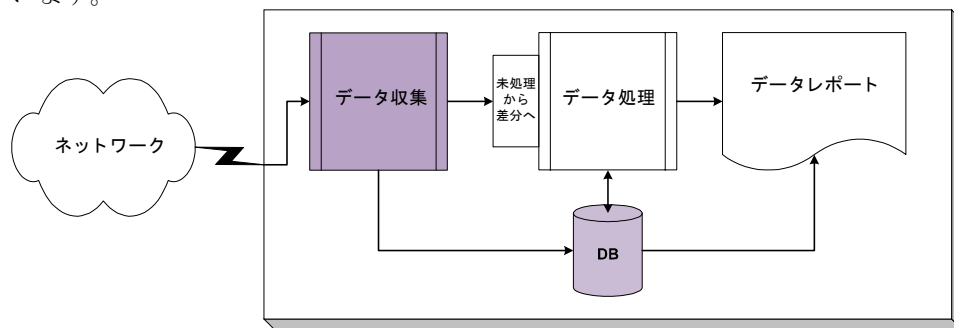 います。
ネットワーク
データ収集
未処理
から
差分へ
データ処理
データレポート
DB